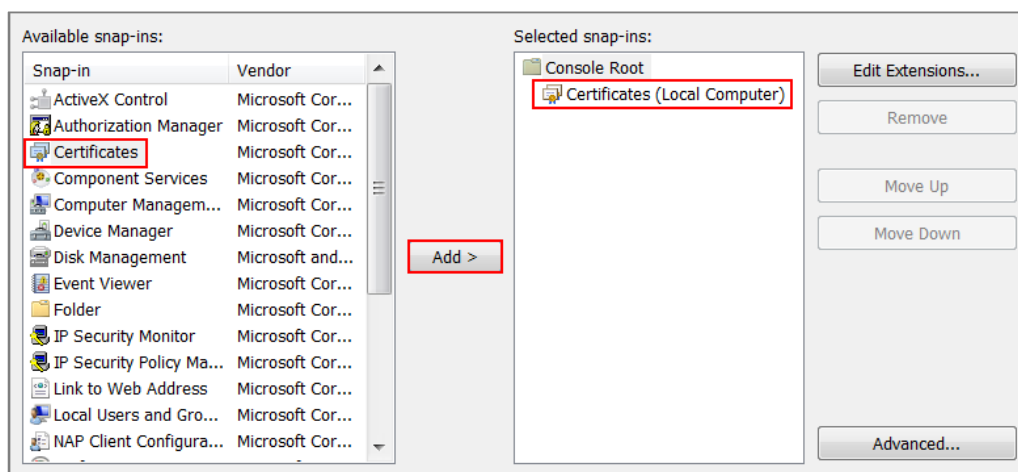 Available snap-ins:
Snap-in Vendor
ActiveX Control Microsoft Cor...
Authorization Manager Microsoft Cor...
Certificates Microsoft Cor...
Component Services Microsoft Cor...
Computer Managem... Microsoft Cor...
Device Manager Microsoft Cor...
Disk Management Microsoft and...
Event Viewer Microsoft Cor...
Folder Microsoft Cor...
IP Security Monitor Microsoft Cor...
IP Security Policy Ma... Microsoft Cor...
Link to Web Address Microsoft Cor...
Local Users and Gro... Microsoft Cor...
NAP Client Configura... Microsoft Cor...
Add >
Selected snap-ins:
Console Root
Certificates (Local Computer)
Edit Extensions...
Remove
Move Up
Move Down
Advanced...